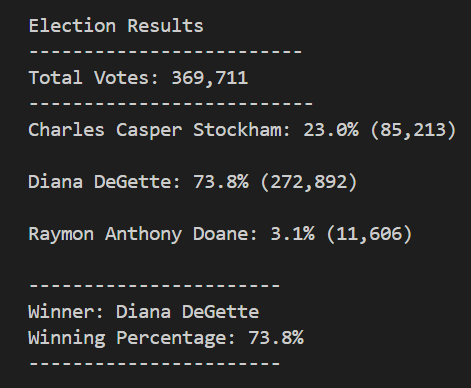 Election Results
-------------------------
Total Votes: 369,711
--------------------------
Charles Casper Stockham: 23.0% (85,213)
Diana DeGette: 73.8% (272,892)
Raymon Anthony Doane: 3.1% (11,606)
-----------------------
Winner: Diana DeGette
Winning Percentage: 73.8%
-----------------------